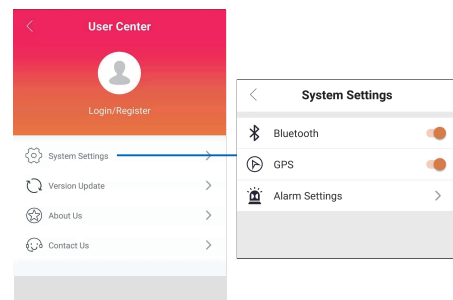 User Center
Login/Register
System Settings
Version Update
About Us
Contact Us
System Settings
Bluetooth
GPS
Alarm Settings